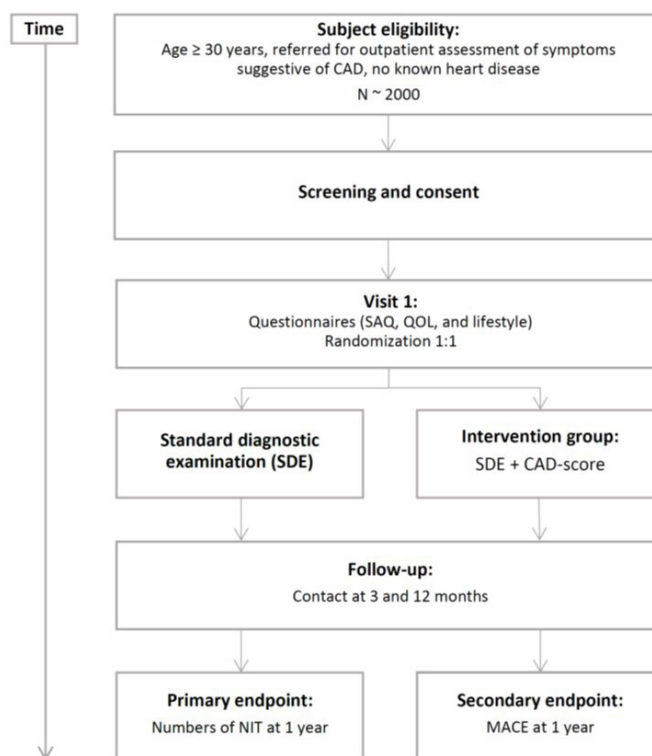 Time
Subject eligibility:
Age ≥ 30 years, referred for outpatient assessment of symptoms
suggestive of CAD, no known heart disease
N ~ 2000
Screening and consent
Visit 1:
Questionnaires (SAQ, QOL, and lifestyle)
Randomization 1:1
Standard diagnostic
examination (SDE)
Intervention group:
SDE + CAD-score
Follow-up:
Contact at 3 and 12 months
Primary endpoint:
Numbers of NIT at 1 year
Secondary endpoint:
MACE at 1 year